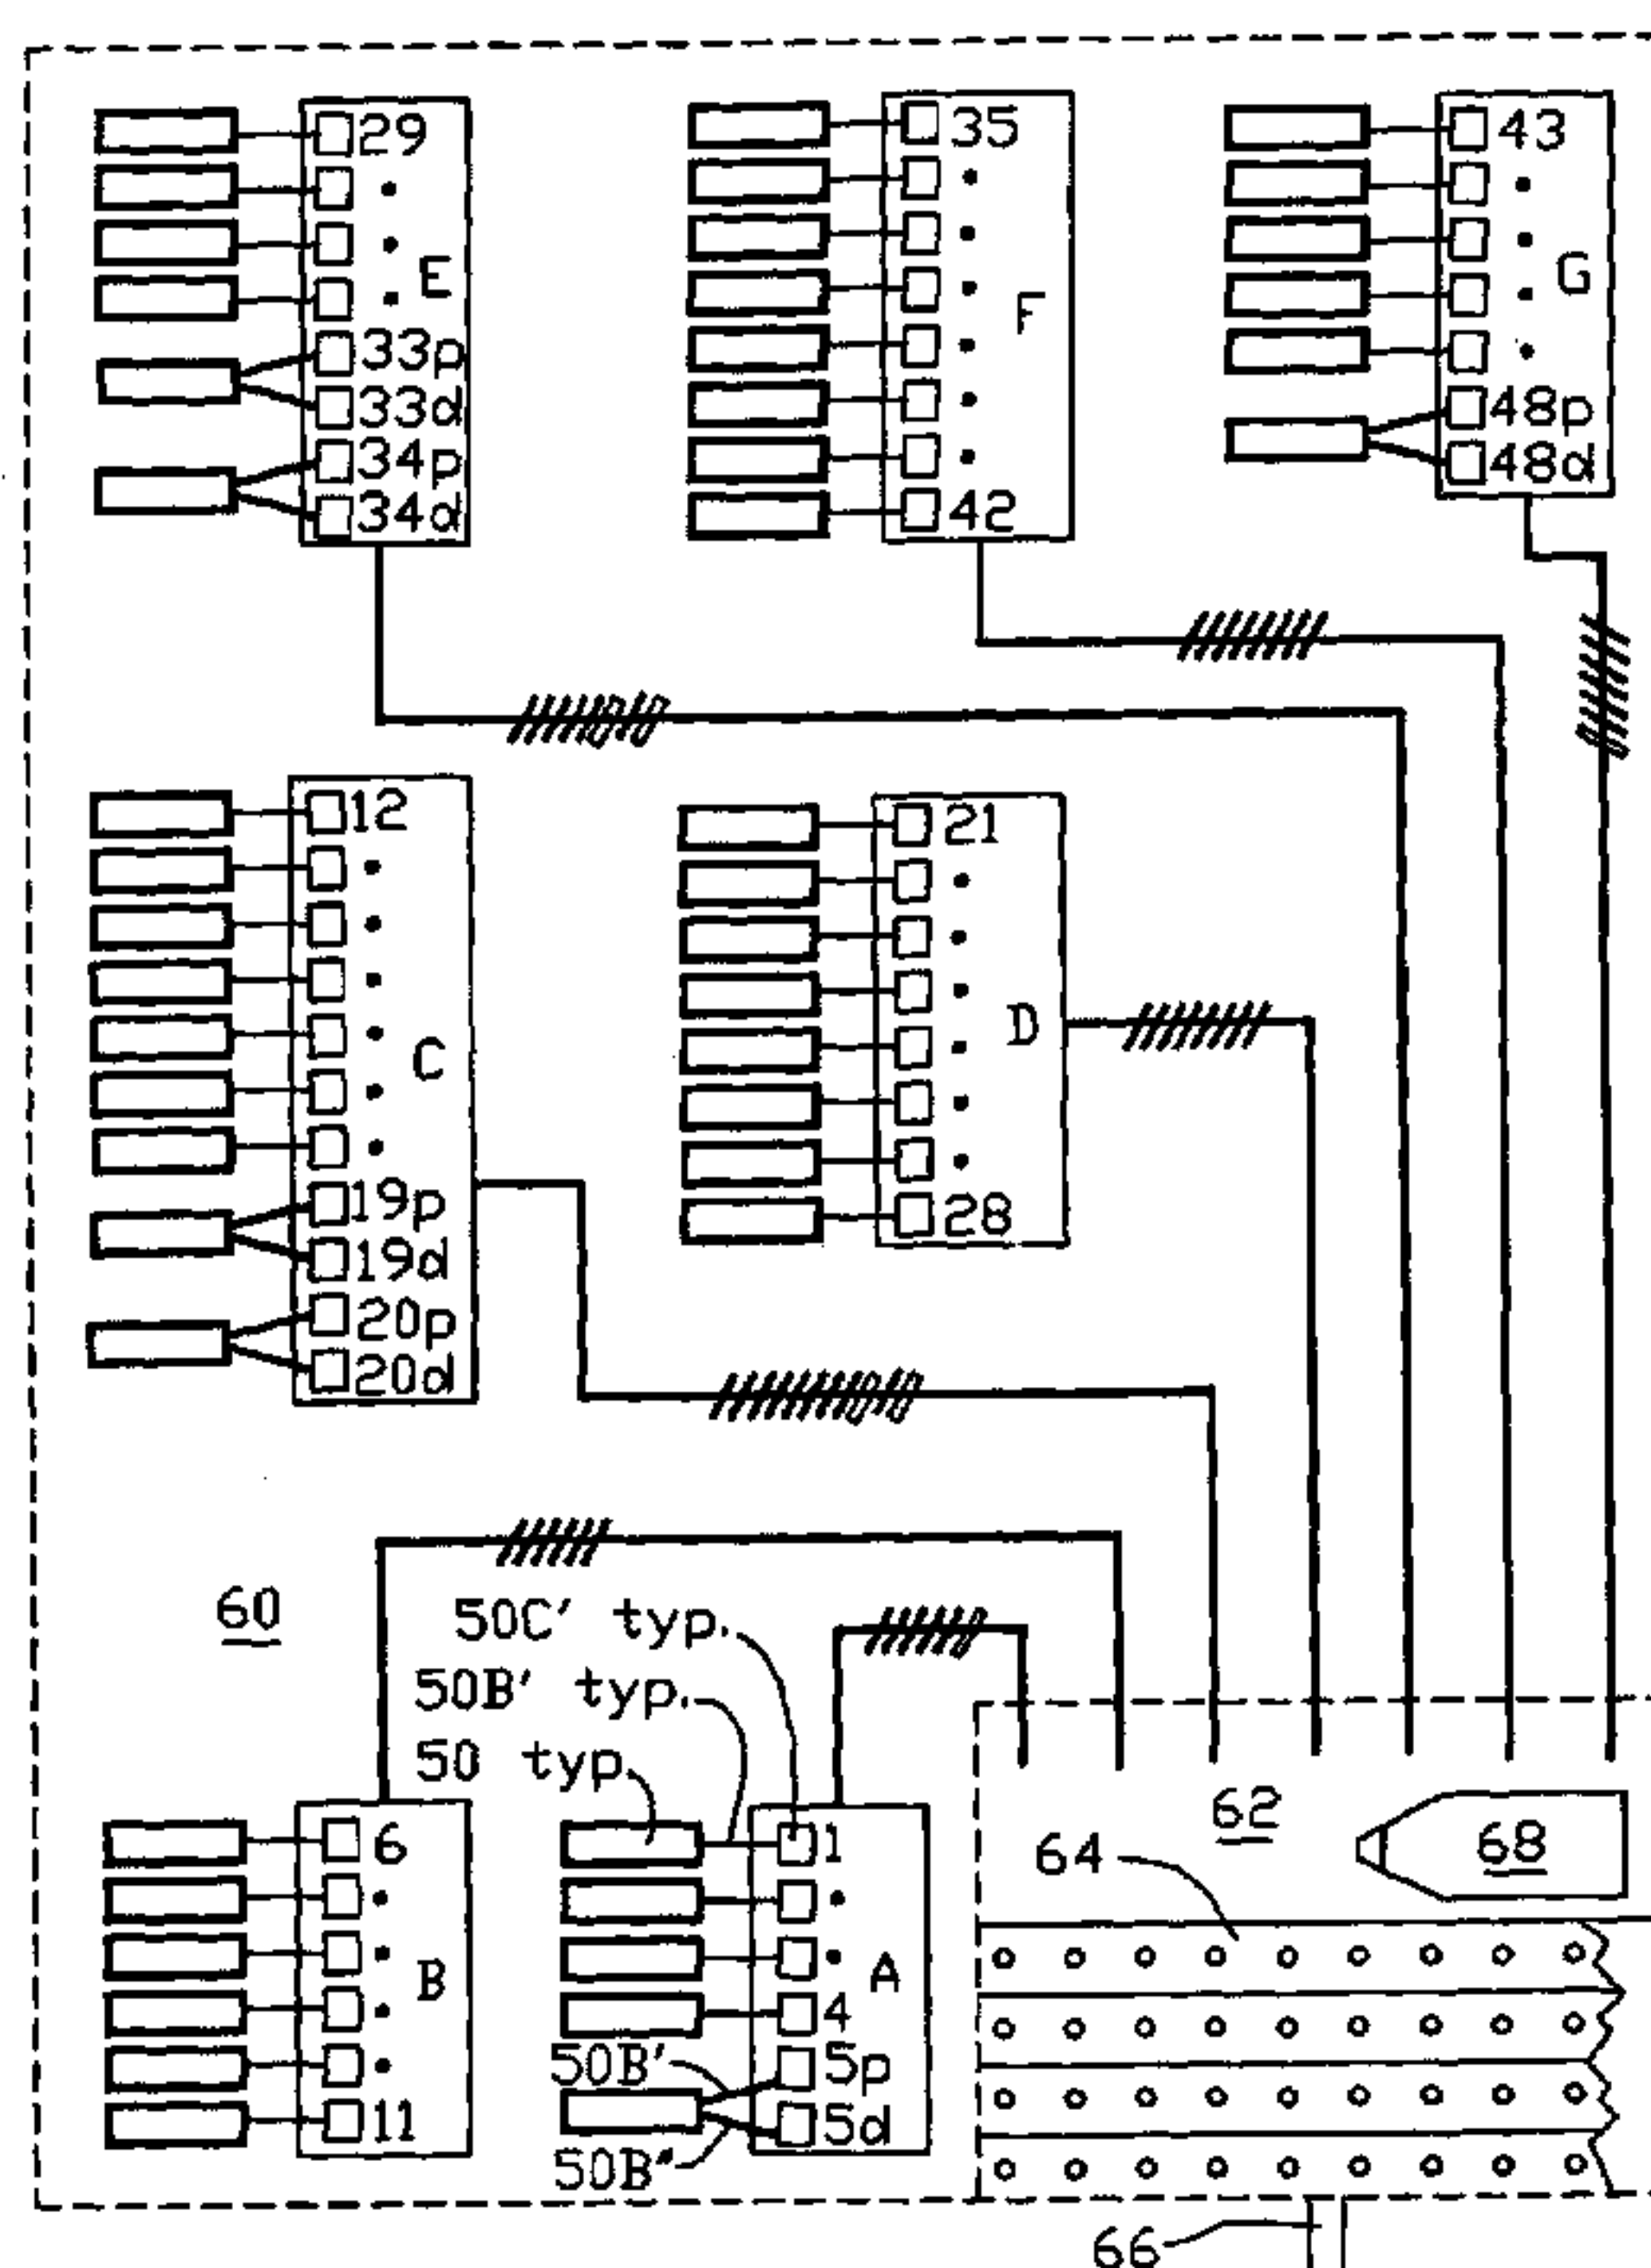 29
E
33p
33d
34p
34d
35
F
42
43
G
48p
48d
12
C
19p
19d
20p
20d
21
D
28
60
50C' typ.
50B' typ.
50 typ.
6
B
11
1
A
4
50B'
5p
5d
50B"
62
64
68
66